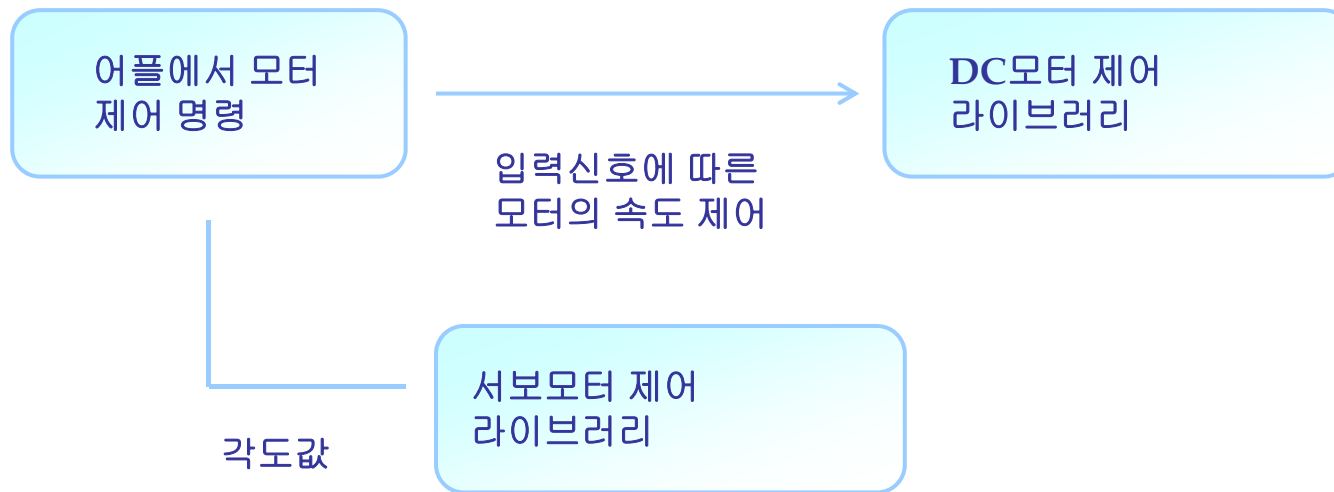 어플에서 모터
제어 명령
DC모터 제어
라이브러리
입력신호에 따른
모터의 속도 제어
서보모터 제어
라이브러리
각도값